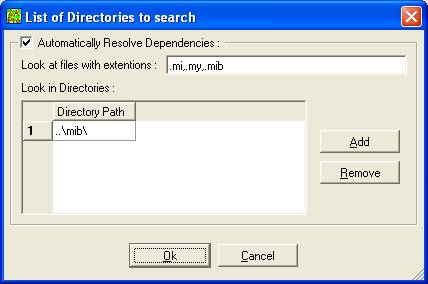 List of Directories to search
Automatically Resolve Dependencies :
Look at files with extentions : .mi,.my,.mib
Look in Directories :
Directory Path
1 ..\mib\
Add
Remove
Ok Cancel